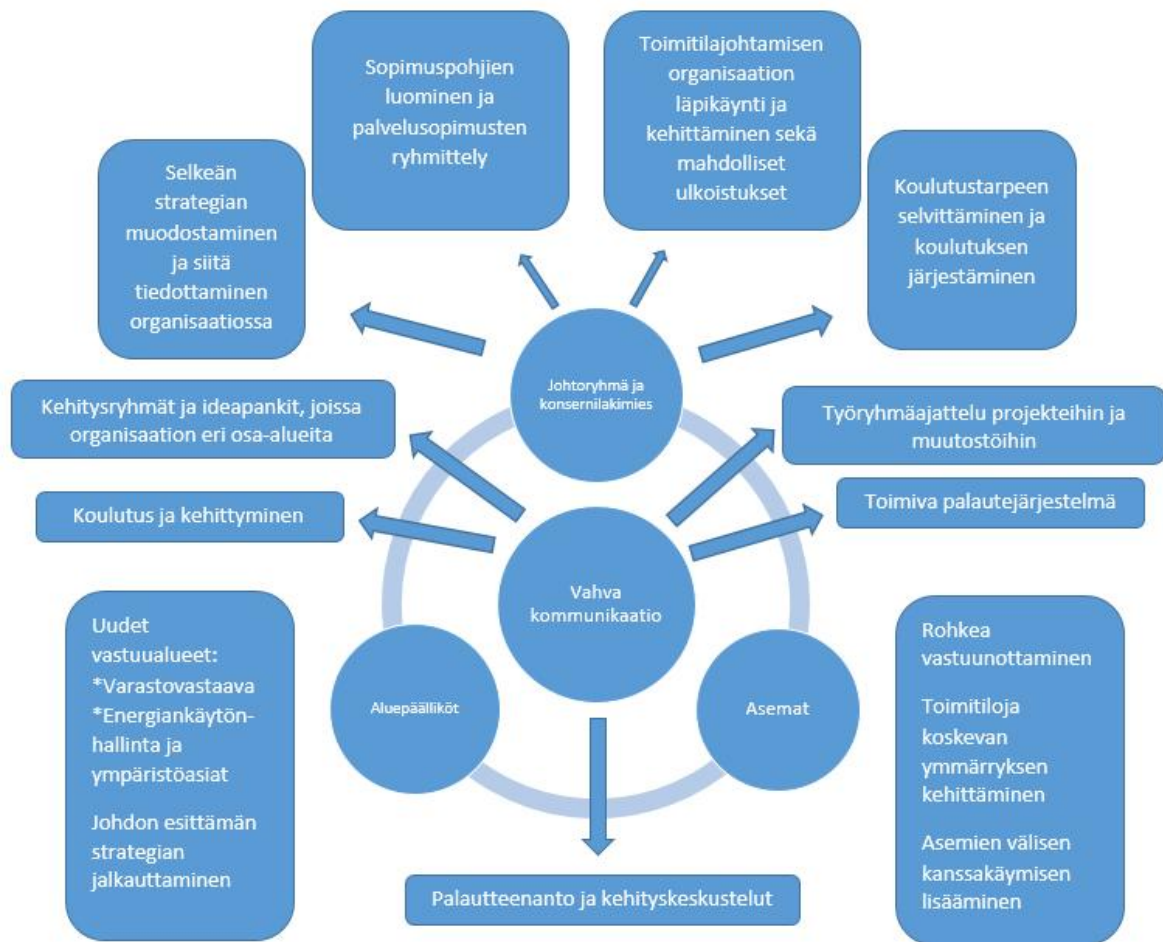 Sopimuspohjien
luominen ja
palvelusopimusten
ryhmittely
Toimitilajohtamisen
organisaation
läpikäynti ja
kehittäminen sekä
mahdolliset
ulkoistukset
Selkeän
strategian
muodostaminen
ja siitä
tiedottaminen
organisaatiossa
Koulutustarpeen
selvittäminen ja
koulutuksen
järjestäminen
Johtoryhmä ja
konsernilakimies
Kehitysryhmät ja ideapankit, joissa
organisaation eri osa-alueita
Työryhmäajattelu projekteihin ja
muutostöihin
Koulutus ja kehittyminen
Toimiva palautejärjestelmä
Vahva
kommunikaatio
Uudet
vastuualueet:
*Varastovastaava
*Energiankäytön-
hallinta ja
ympäristöasiat
Johdon esittämän
strategian
jalkauttaminen
Aluepäälliköt
Asemat
Rohkea
vastuunottaminen
Toimitiloja
koskevan
ymmärryksen
kehittäminen
Asemien välisen
kanssakäymisen
lisääminen
Palautteenanto ja kehityskeskustelut